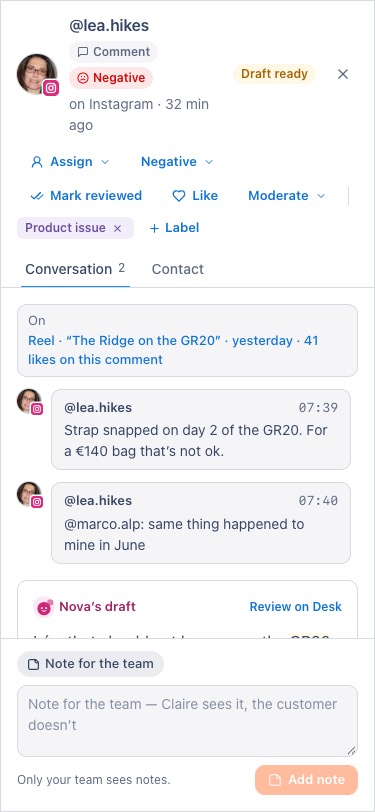 @lea.hikes
Comment
Negative
Draft ready
on Instagram · 32 min
ago
Assign
Negative
Mark reviewed
Like
Moderate
Product issue ×
+ Label
Conversation 2
Contact
On
Reel · “The Ridge on the GR20” · yesterday · 41
likes on this comment
@lea.hikes 07:39
Strap snapped on day 2 of the GR20. For
a €140 bag that’s not ok.
@lea.hikes 07:40
@marco.alp: same thing happened to
mine in June
Nova’s draft
Review on Desk
Note for the team
Note for the team — Claire sees it, the customer
doesn’t
Only your team sees notes.
Add note